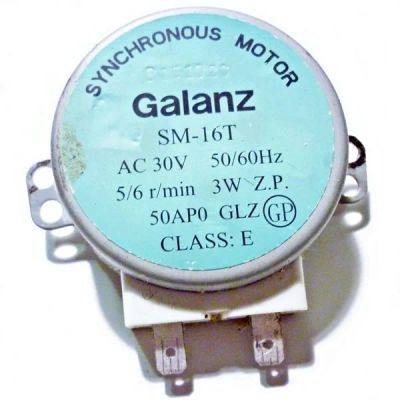 SYNCHRONOUS MOTOR
Galanz
SM-16T
AC 30V 50/60Hz
5/6 r/min 3W Z.P.
50AP0 GLZ GP
CLASS: E